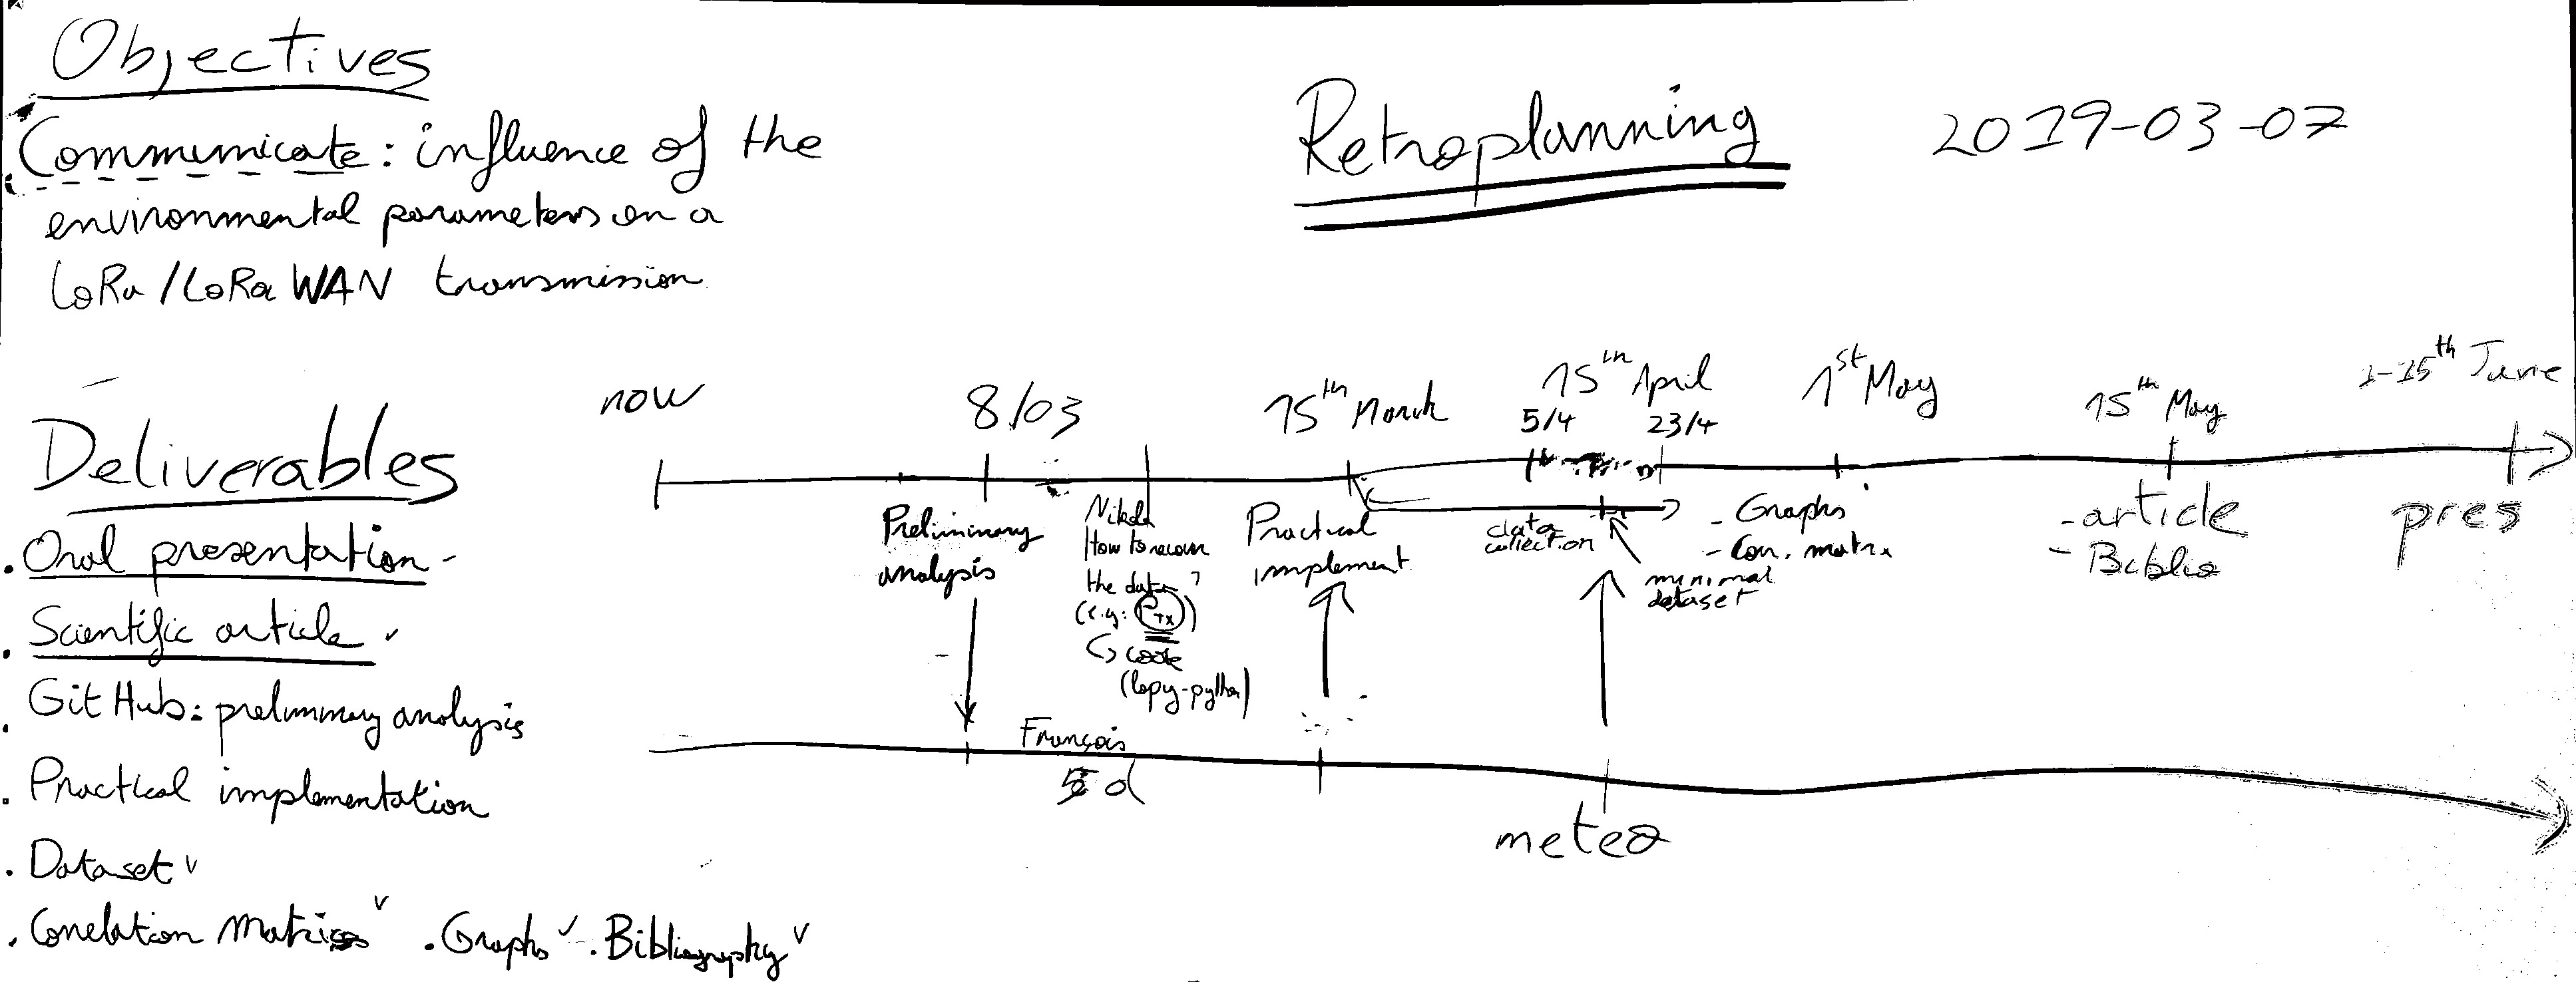 Objectives
Communicate: influence of the
environmental parameters on a
LoRa/LoRaWAN transmission
Retroplanning 2019-03-07
Deliverables
. Oral presentation -
. Scientific article v
. GitHub: preliminary analysis
. Practical implementation
. Dataset v
. Correlation Matrices v . Graphs v . Bibliography v
now
8/03
15th March
15th April
5/4 23/4
1st May
15th May
1-15th June
Preliminary
analysis
How to recover
the data?
(e.g: PTx)
↳ code
(lopy-python)
Practical
implement.
data
collection
minimal
dataset
- Graphs
- Corr. matrix
- article
- Biblio
pres
François
5 d
meteo